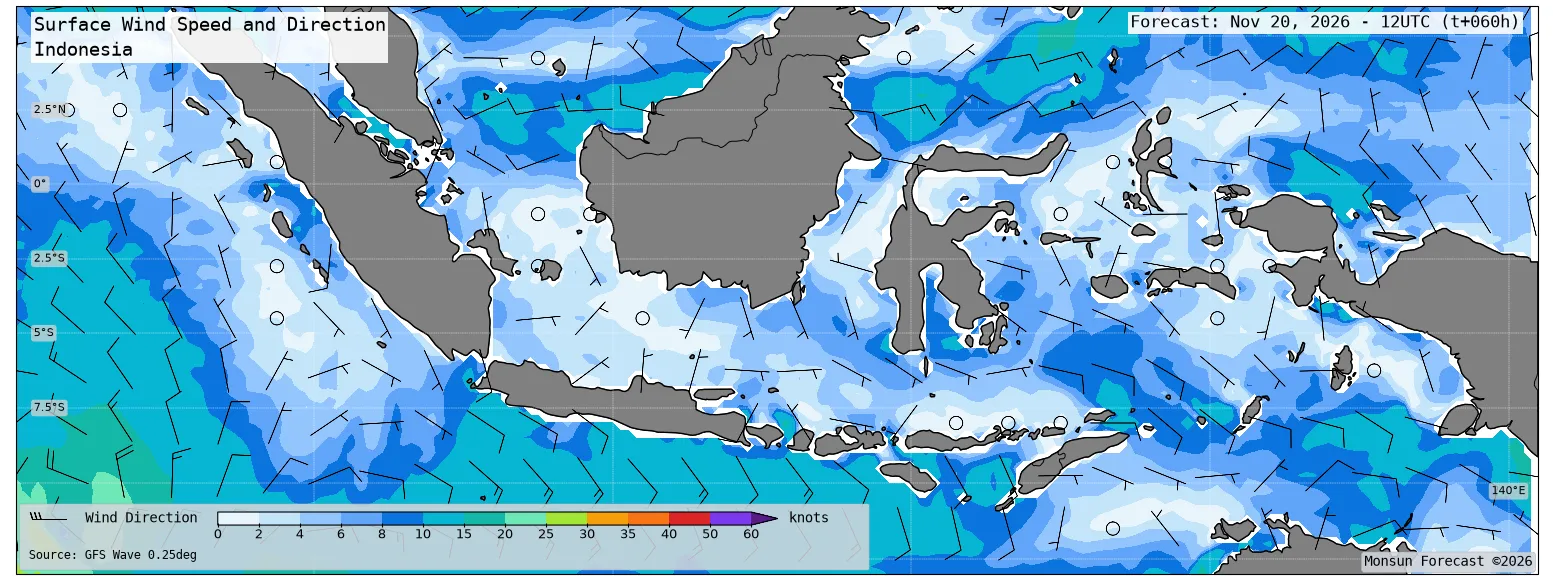 Surface Wind Speed and Direction
Indonesia
Forecast: Nov 20, 2026 - 12UTC (t+060h)
2.5°N
0°
2.5°S
5°S
7.5°S
140°E
Wind Direction
knots
0 2 4 6 8 10 15 20 25 30 35 40 50 60
Source: GFS Wave 0.25deg
Monsun Forecast ©2026